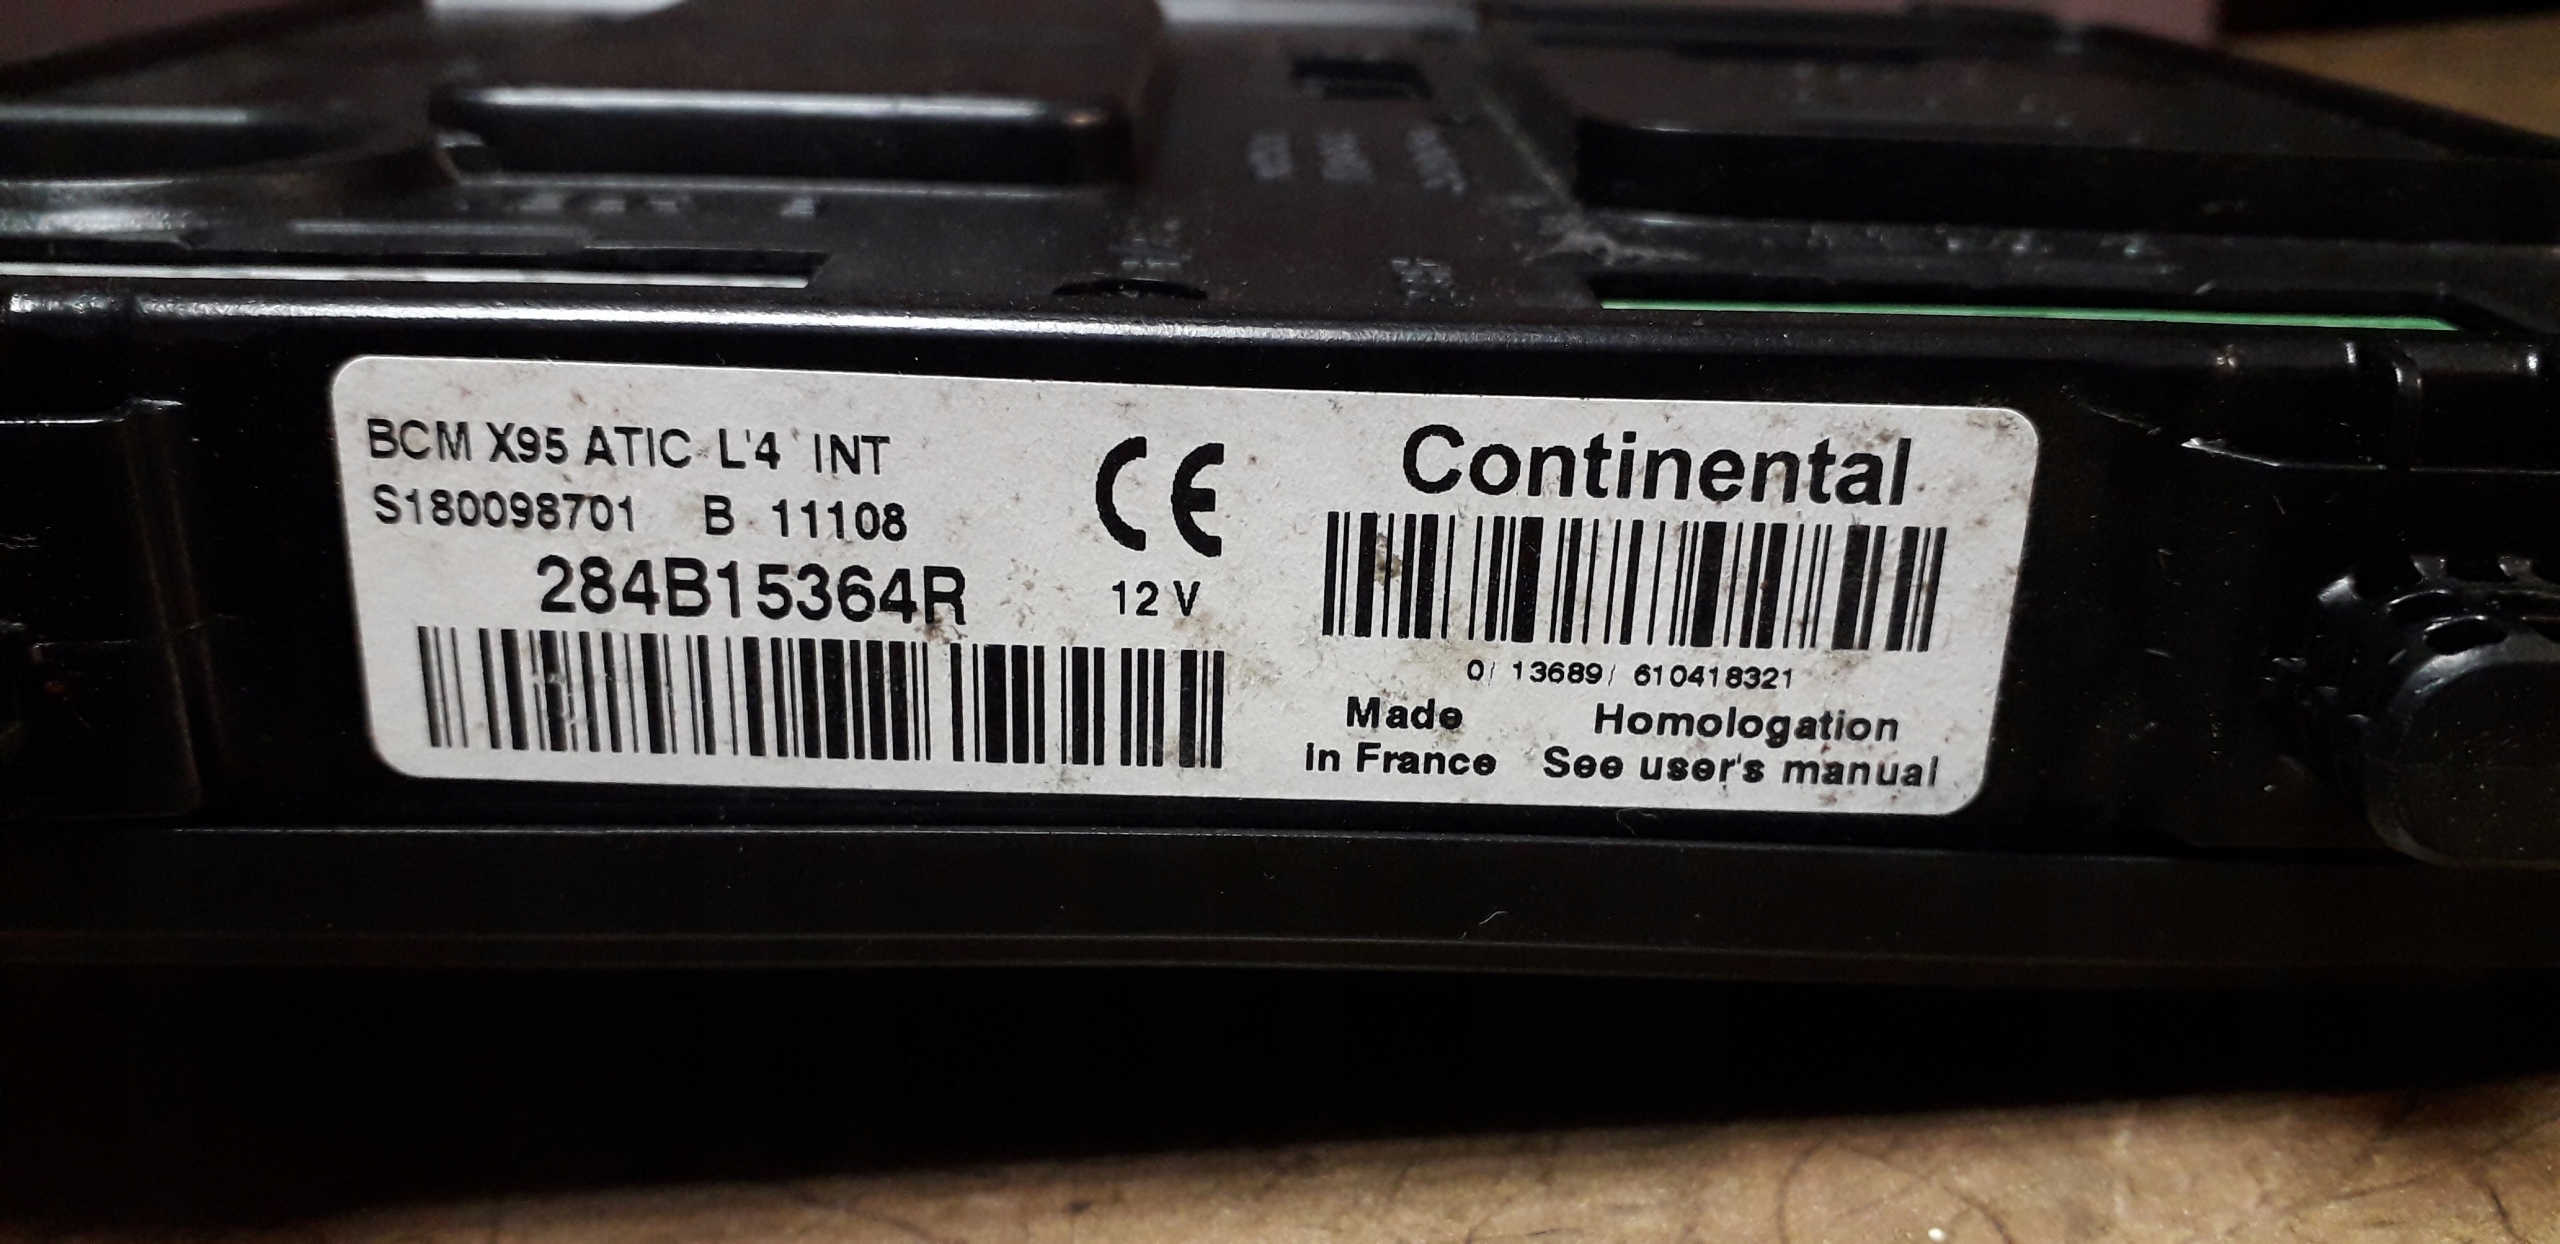 BCM X95 ATIC L'4 INT
S180098701 B 11108
284B15364R
CE
12 V
Continental
0/ 13689/ 610418321
Made
in France
Homologation
See user's manual